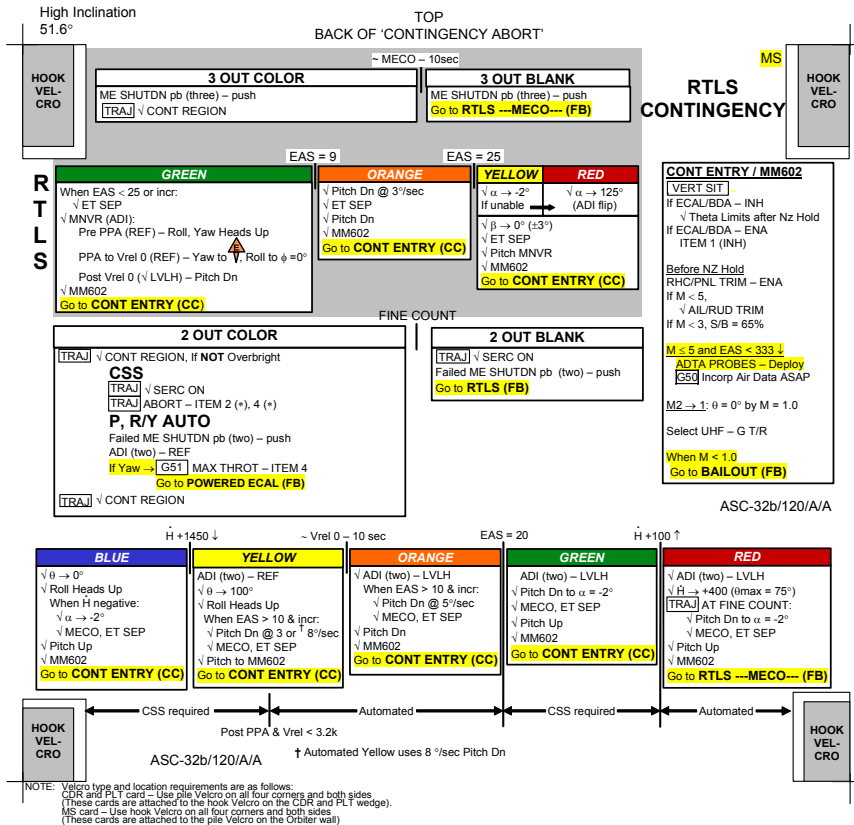 High Inclination
51.6°
TOP
BACK OF 'CONTINGENCY ABORT'
HOOK
VEL-
CRO
MS
HOOK
VEL-
CRO
RTLS
CONTINGENCY
~ MECO – 10sec
3 OUT COLOR
ME SHUTDN pb (three) – push
TRAJ √ CONT REGION
3 OUT BLANK
ME SHUTDN pb (three) – push
Go to RTLS ---MECO--- (FB)
R
T
L
S
EAS = 9
EAS = 25
GREEN
When EAS < 25 or incr:
√ ET SEP
√ MNVR (ADI):
Pre PPA (REF) – Roll, Yaw Heads Up
PPA to Vrel 0 (REF) – Yaw to E, Roll to ϕ =0°
Post Vrel 0 (√ LVLH) – Pitch Dn
√ MM602
Go to CONT ENTRY (CC)
ORANGE
√ Pitch Dn @ 3°/sec
√ ET SEP
√ Pitch Dn
√ MM602
Go to CONT ENTRY (CC)
YELLOW
√ α → -2°
If unable
RED
√ α → 125°
(ADI flip)
√ β → 0° (±3°)
√ ET SEP
√ Pitch MNVR
√ MM602
Go to CONT ENTRY (CC)
CONT ENTRY / MM602
VERT SIT
If ECAL/BDA – INH
√ Theta Limits after Nz Hold
If ECAL/BDA – ENA
ITEM 1 (INH)
Before NZ Hold
RHC/PNL TRIM – ENA
If M < 5,
√ AIL/RUD TRIM
If M < 3, S/B = 65%
M ≤ 5 and EAS < 333 ↓
ADTA PROBES – Deploy
G50 Incorp Air Data ASAP
M2 → 1: θ = 0° by M = 1.0
Select UHF – G T/R
When M < 1.0
Go to BAILOUT (FB)
ASC-32b/120/A/A
FINE COUNT
2 OUT COLOR
TRAJ √ CONT REGION, If NOT Overbright
CSS
TRAJ √ SERC ON
TRAJ ABORT – ITEM 2 (∗), 4 (∗)
P, R/Y AUTO
Failed ME SHUTDN pb (two) – push
ADI (two) – REF
If Yaw → G51 MAX THROT – ITEM 4
Go to POWERED ECAL (FB)
TRAJ √ CONT REGION
2 OUT BLANK
TRAJ √ SERC ON
Failed ME SHUTDN pb (two) – push
Go to RTLS (FB)
Ḣ +1450 ↓
~ Vrel 0 – 10 sec
EAS = 20
Ḣ +100 ↑
BLUE
√ θ → 0°
√ Roll Heads Up
When Ḣ negative:
√ α → -2°
√ MECO, ET SEP
√ Pitch Up
√ MM602
Go to CONT ENTRY (CC)
YELLOW
ADI (two) – REF
√ θ → 100°
√ Roll Heads Up
When EAS > 10 & incr:
√ Pitch Dn @ 3 or † 8°/sec
√ MECO, ET SEP
√ Pitch to MM602
Go to CONT ENTRY (CC)
ORANGE
√ ADI (two) – LVLH
When EAS > 10 & incr:
√ Pitch Dn @ 5°/sec
√ MECO, ET SEP
√ Pitch Dn
√ MM602
Go to CONT ENTRY (CC)
GREEN
ADI (two) – LVLH
√ Pitch Dn to α = -2°
√ MECO, ET SEP
√ Pitch Up
√ MM602
Go to CONT ENTRY (CC)
RED
√ ADI (two) – LVLH
√ Ḣ → +400 (θmax = 75°)
TRAJ AT FINE COUNT:
√ Pitch Dn to α = -2°
√ MECO, ET SEP
√ Pitch Up
√ MM602
Go to RTLS ---MECO--- (FB)
CSS required
Automated
CSS required
Automated
Post PPA & Vrel < 3.2k
HOOK
VEL-
CRO
HOOK
VEL-
CRO
ASC-32b/120/A/A
† Automated Yellow uses 8 °/sec Pitch Dn
NOTE: Velcro type and location requirements are as follows:
CDR and PLT card – Use pile Velcro on all four corners and both sides
(These cards are attached to the hook Velcro on the CDR and PLT wedge).
MS card – Use hook Velcro on all four corners and both sides
(These cards are attached to the pile Velcro on the Orbiter wall)